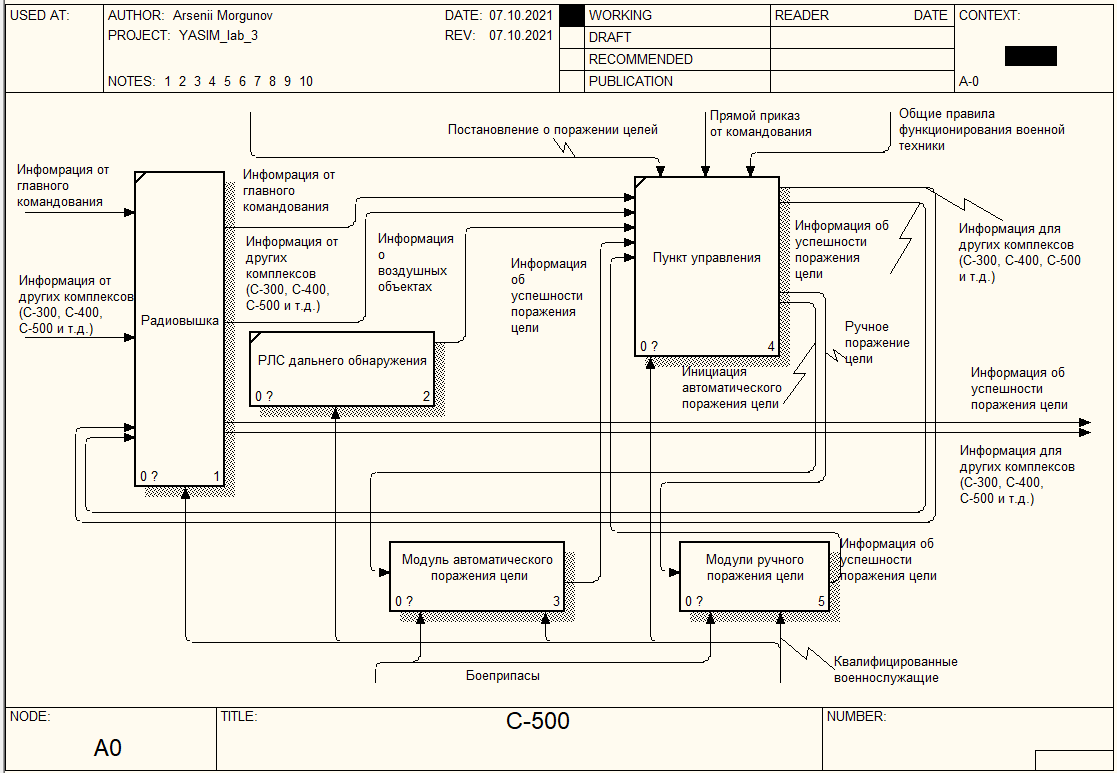 USED AT:
AUTHOR: Arsenii Morgunov
DATE: 07.10.2021
PROJECT: YASIM_lab_3
REV: 07.10.2021
NOTES: 1 2 3 4 5 6 7 8 9 10
WORKING
DRAFT
RECOMMENDED
PUBLICATION
READER
DATE
CONTEXT:
A-0
Постановление о поражении целей
Прямой приказ
от командования
Общие правила
функционирования военной
техники
Инфомрация от
главного
командования
Информация от
других комплексов
(С-300, С-400,
С-500 и т.д.)
Радиовышка
0 ?
1
Инфомрация от
главного
командования
Информация от
других
комплексов
(С-300, С-400,
С-500 и т.д.)
Информация
о
воздушных
объектах
РЛС дальнего обнаружения
0 ?
2
Информация
об
успешности
поражения
цели
Пункт управления
0 ?
4
Информация об
успешности
поражения
цели
Информация для
других комплексов
(С-300, С-400, С-500
и т.д.)
Ручное
поражение
цели
Инициация
автоматического
поражения цели
Информация об
успешности
поражения цели
Информация для
других комплексов
(С-300, С-400,
С-500 и т.д.)
Модуль автоматического
поражения цели
0 ?
3
Модули ручного
поражения цели
0 ?
5
Информация об
успешности
поражения цели
Боеприпасы
Квалифицированные
военнослужащие
NODE:
A0
TITLE:
С-500
NUMBER: